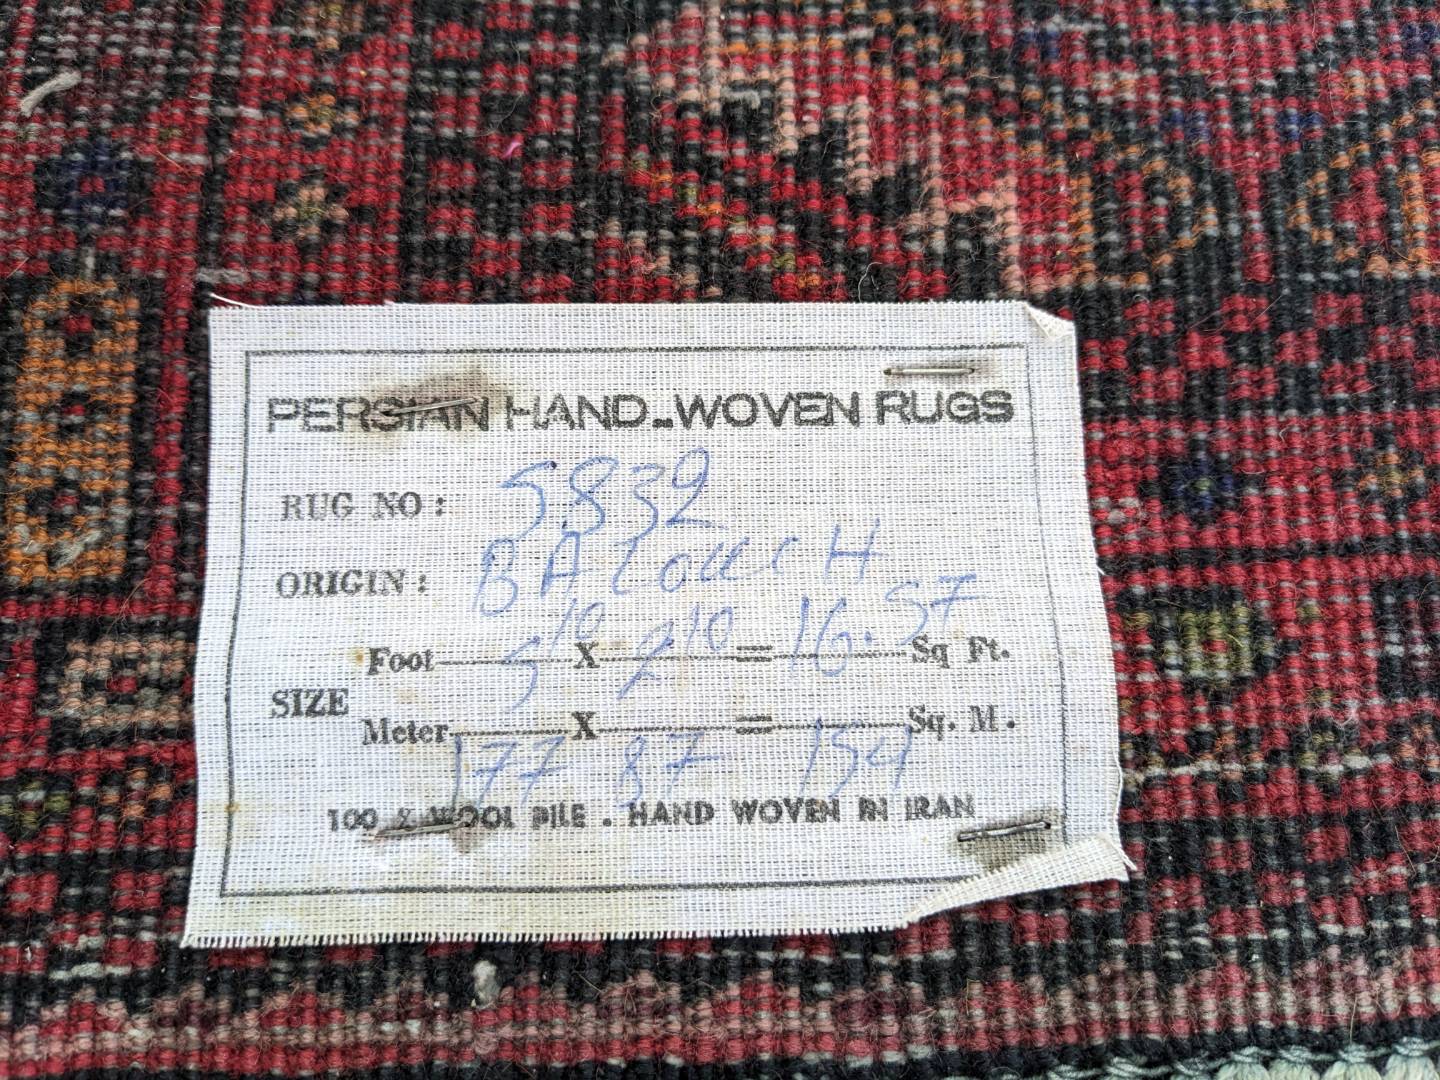 PERSIAN HAND-WOVEN RUGS
RUG NO: 5832
ORIGIN: BALOUCH
SIZE
Foot 5'10 X 2'10 = 16.57 Sq Ft.
Meter 177 X 87 = 154 Sq. M.
100 % WOOL PILE . HAND WOVEN IN IRAN